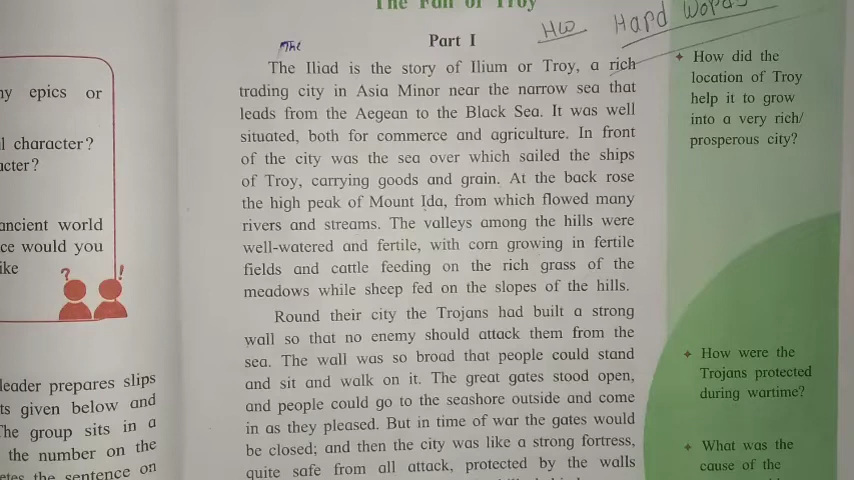 The Fall of Troy
HW Hard Words
The
Part I
The Iliad is the story of Ilium or Troy, a rich
trading city in Asia Minor near the narrow sea that
leads from the Aegean to the Black Sea. It was well
situated, both for commerce and agriculture. In front
of the city was the sea over which sailed the ships
of Troy, carrying goods and grain. At the back rose
the high peak of Mount Ida, from which flowed many
rivers and streams. The valleys among the hills were
well-watered and fertile, with corn growing in fertile
fields and cattle feeding on the rich grass of the
meadows while sheep fed on the slopes of the hills.
Round their city the Trojans had built a strong
wall so that no enemy should attack them from the
sea. The wall was so broad that people could stand
and sit and walk on it. The great gates stood open,
and people could go to the seashore outside and come
in as they pleased. But in time of war the gates would
be closed; and then the city was like a strong fortress,
quite safe from all attack, protected by the walls
How did the
location of Troy
help it to grow
into a very rich/
prosperous city?
How were the
Trojans protected
during wartime?
What was the
cause of the
epics or
character?
ancient world
would you
? !
leader prepares slips
given below and
The group sits in a
the number on the
the sentence on